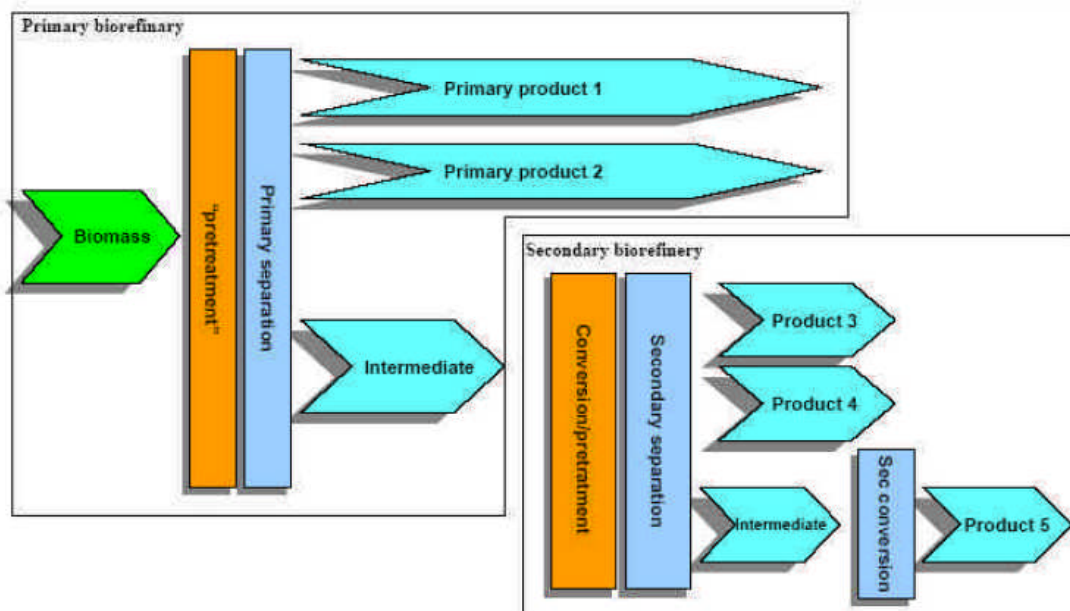 Primary biorefinary
Primary product 1
Primary product 2
Biomass
"pretreatment"
Primary separation
Intermediate
Secondary biorefinery
Conversion/pretratment
Secondary separation
Product 3
Product 4
Intermediate
Sec conversion
Product 5